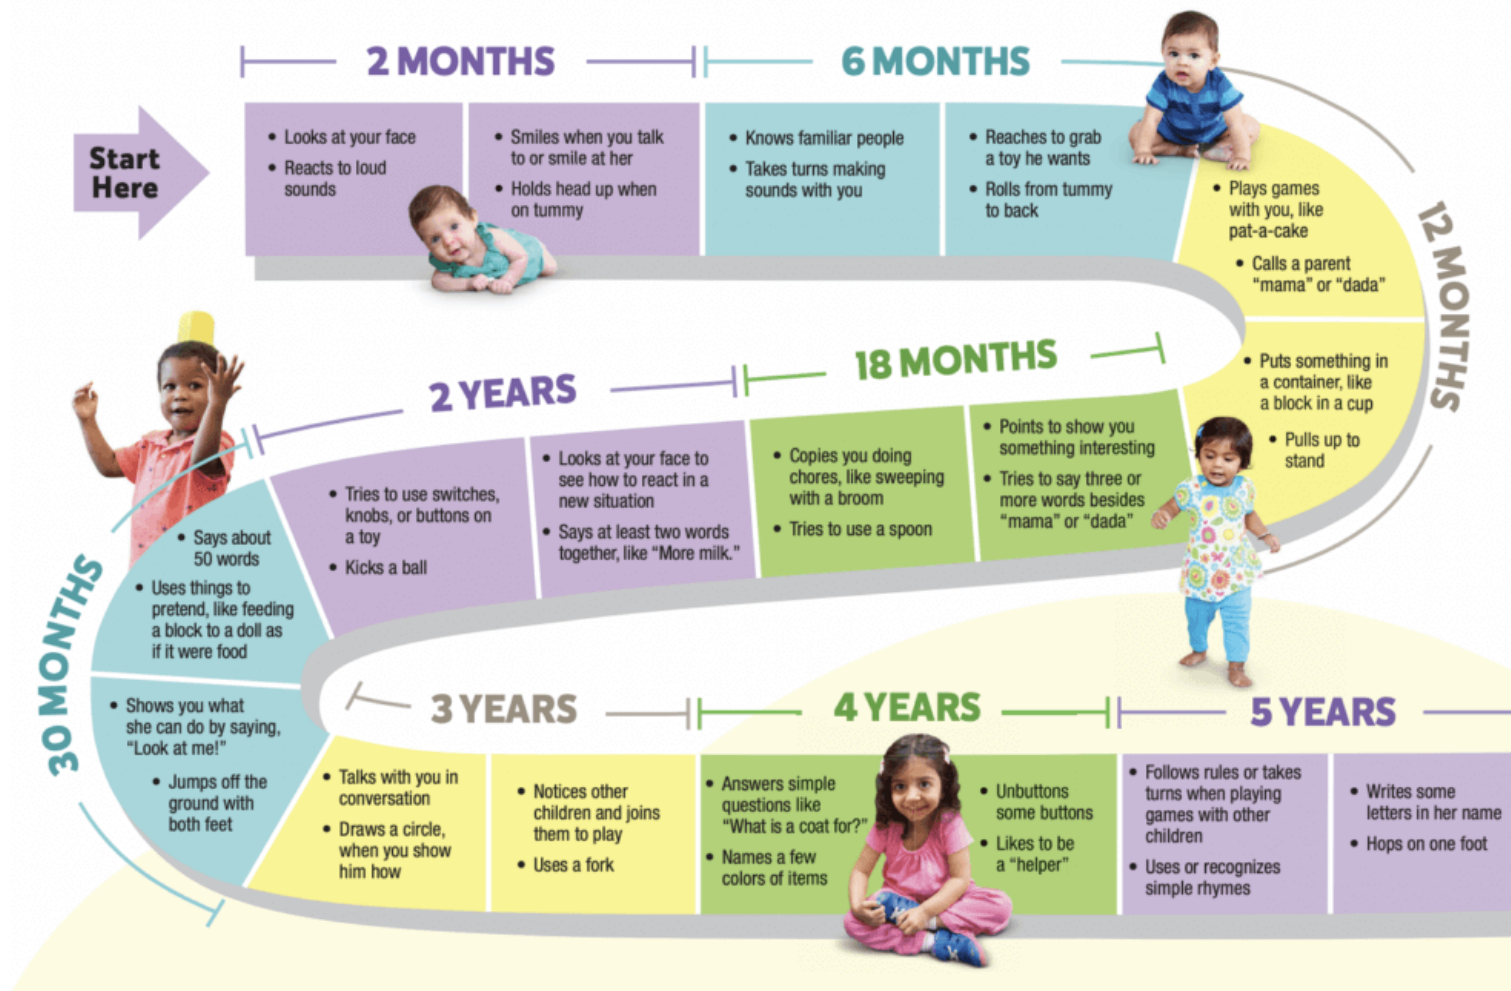 2 MONTHS
6 MONTHS
Start
Here
• Looks at your face
• Reacts to loud
sounds
• Smiles when you talk
to or smile at her
• Holds head up when
on tummy
• Knows familiar people
• Takes turns making
sounds with you
• Reaches to grab
a toy he wants
• Rolls from tummy
to back
12 MONTHS
• Plays games
with you, like
pat-a-cake
• Calls a parent
“mama” or “dada”
• Puts something in
a container, like
a block in a cup
• Pulls up to
stand
18 MONTHS
• Points to show you
something interesting
• Tries to say three or
more words besides
“mama” or “dada”
• Copies you doing
chores, like sweeping
with a broom
• Tries to use a spoon
2 YEARS
• Looks at your face to
see how to react in a
new situation
• Says at least two words
together, like “More milk.”
• Tries to use switches,
knobs, or buttons on
a toy
• Kicks a ball
30 MONTHS
• Says about
50 words
• Uses things to
pretend, like feeding
a block to a doll as
if it were food
• Shows you what
she can do by saying,
“Look at me!”
• Jumps off the
ground with
both feet
3 YEARS
• Talks with you in
conversation
• Draws a circle,
when you show
him how
• Notices other
children and joins
them to play
• Uses a fork
4 YEARS
• Answers simple
questions like
“What is a coat for?”
• Names a few
colors of items
• Unbuttons
some buttons
• Likes to be
a “helper”
5 YEARS
• Follows rules or takes
turns when playing
games with other
children
• Uses or recognizes
simple rhymes
• Writes some
letters in her name
• Hops on one foot